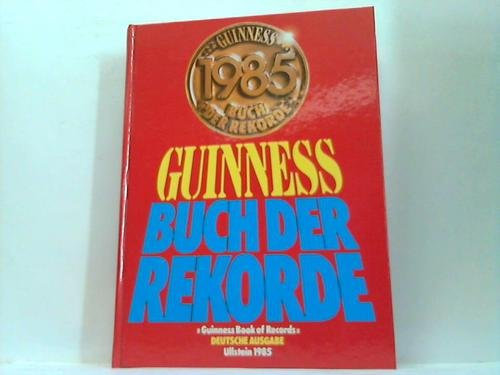 GUINNESS
1985
BUCH
DER REKORDE
GUINNESS
BUCH DER
REKORDE
»Guinness Book of Records«
DEUTSCHE AUSGABE
Ullstein 1985